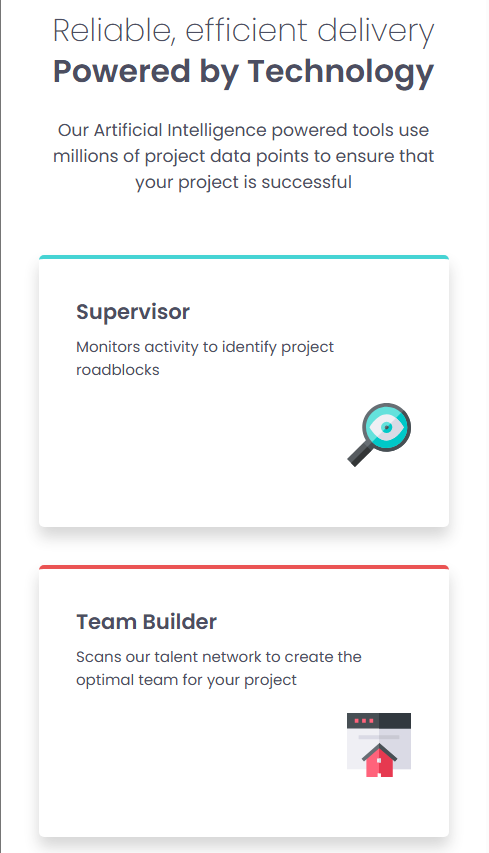 Reliable, efficient delivery
Powered by Technology
Our Artificial Intelligence powered tools use
millions of project data points to ensure that
your project is successful
Supervisor
Monitors activity to identify project
roadblocks
Team Builder
Scans our talent network to create the
optimal team for your project